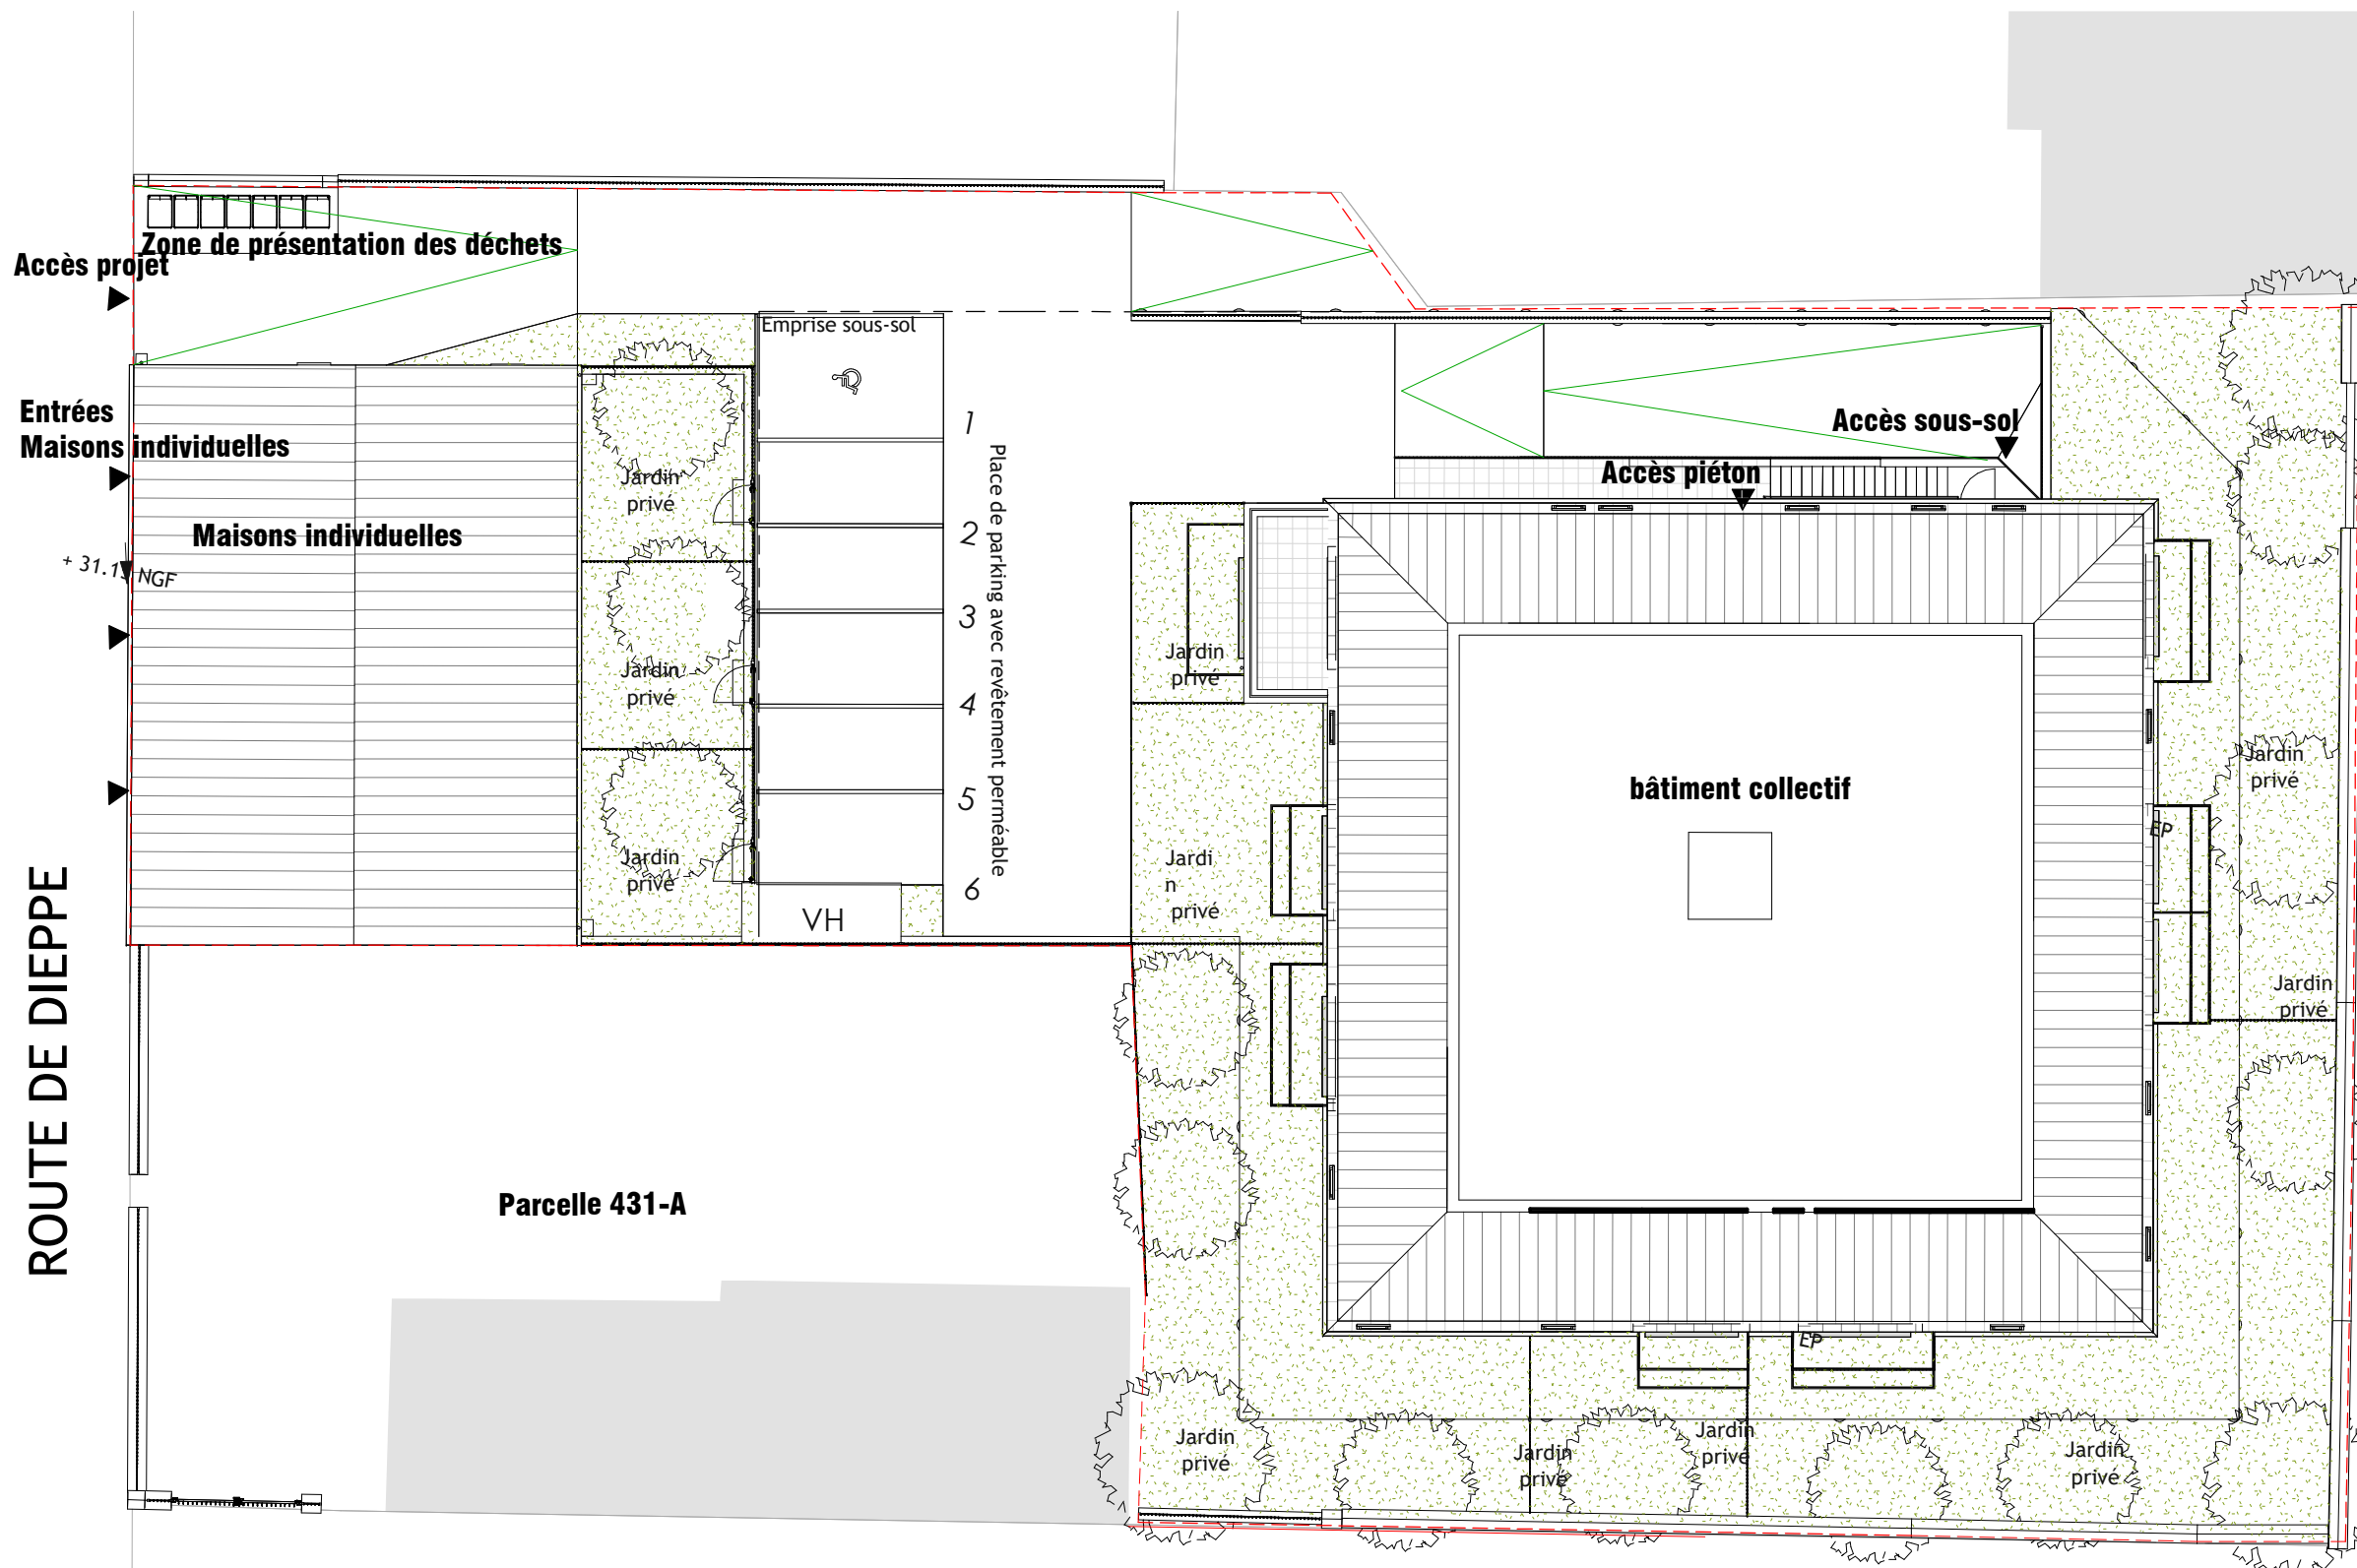 Zone de présentation des déchets
Accès projet
Emprise sous-sol
Entrées
Maisons individuelles
1
Accès sous-sol
Accès piéton
Jardin
privé
Maisons individuelles
2
+ 31.15 NGF
3
Jardin
privé
Jardin
privé
4
Place de parking avec revêtement perméable
Jardin
privé
bâtiment collectif
5
EP
Jardin
privé
Jardi
n
privé
6
VH
ROUTE DE DIEPPE
Jardin
privé
Parcelle 431-A
EP
Jardin
privé
Jardin
privé
Jardin
privé
Jardin
privé